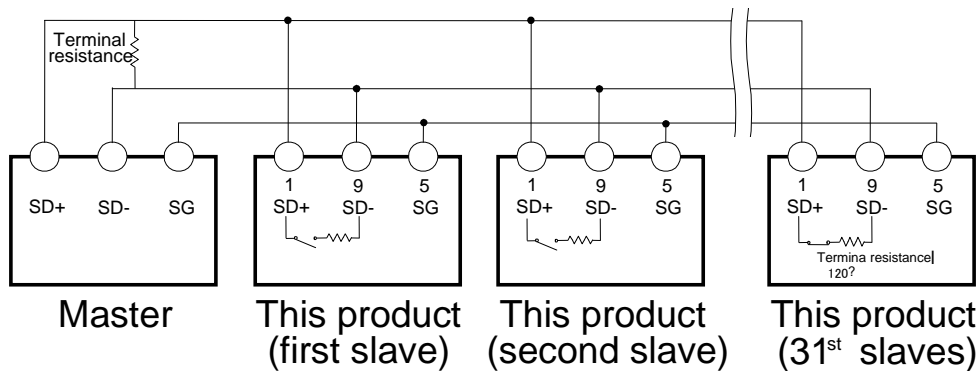 Terminal
resistance
SD+ SD- SG
1 9 5
SD+ SD- SG
1 9 5
SD+ SD- SG
1 9 5
SD+ SD- SG
Termina resistancel
120?
Master
This product
(first slave)
This product
(second slave)
This product
(31st slaves)